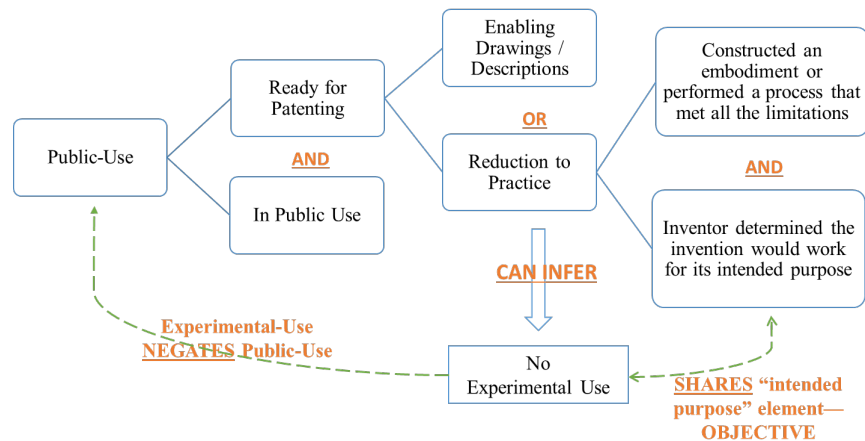 Public-Use
Ready for
Patenting
AND
In Public Use
Enabling
Drawings /
Descriptions
OR
Reduction to
Practice
Constructed an
embodiment or
performed a process that
met all the limitations
AND
Inventor determined the
invention would work
for its intended purpose
CAN INFER
Experimental-Use
NEGATES Public-Use
No
Experimental Use
SHARES “intended
purpose” element—
OBJECTIVE